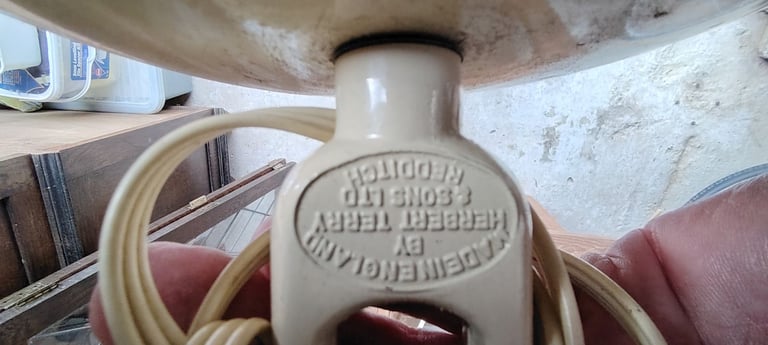 MADE IN ENGLAND
BY
HERBERT TERRY
& SONS LTD
REDDITCH